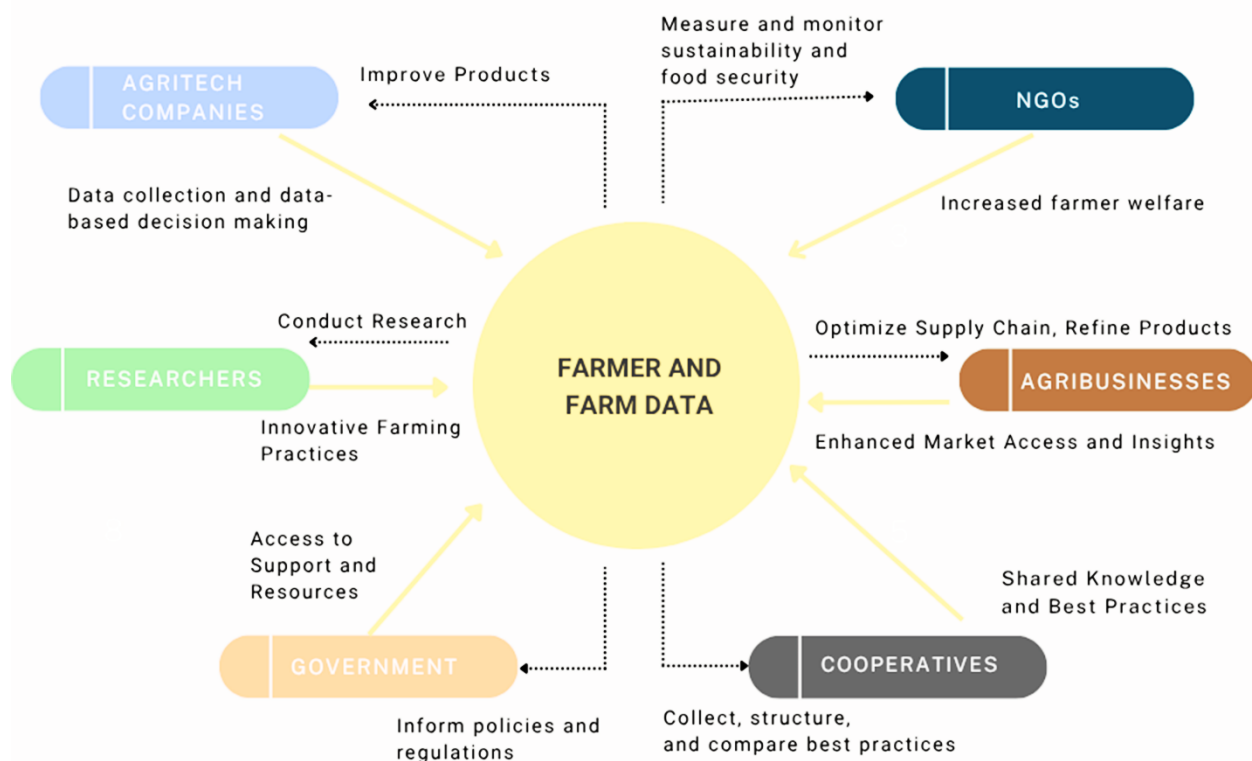 Measure and monitor
sustainability and
food security
Improve Products
AGRITECH
COMPANIES
NGOs
Data collection and data-
based decision making
Increased farmer welfare
Conduct Research
Optimize Supply Chain, Refine Products
FARMER AND
FARM DATA
RESEARCHERS
AGRIBUSINESSES
Innovative Farming
Practices
Enhanced Market Access and Insights
Access to
Support and
Resources
Shared Knowledge
and Best Practices
GOVERNMENT
COOPERATIVES
Inform policies and
regulations
Collect, structure,
and compare best practices